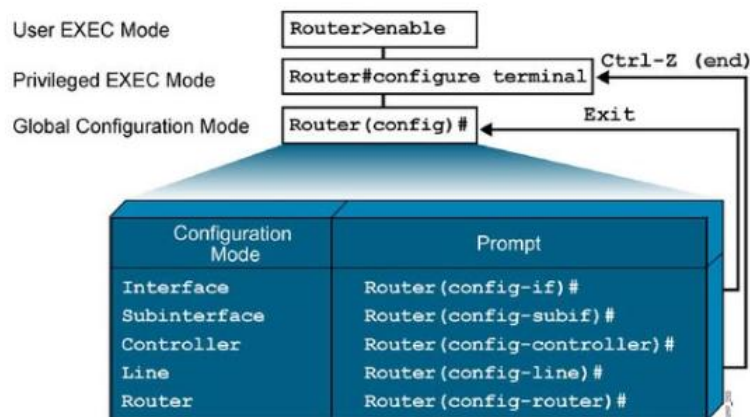 User EXEC Mode Router>enable
Ctrl-Z (end)
Privileged EXEC Mode Router#configure terminal
Exit
Global Configuration Mode Router(config)#
Configuration Mode Prompt
Interface Router(config-if)#
Subinterface Router(config-subif)#
Controller Router(config-controller)#
Line Router(config-line)#
Router Router(config-router)#